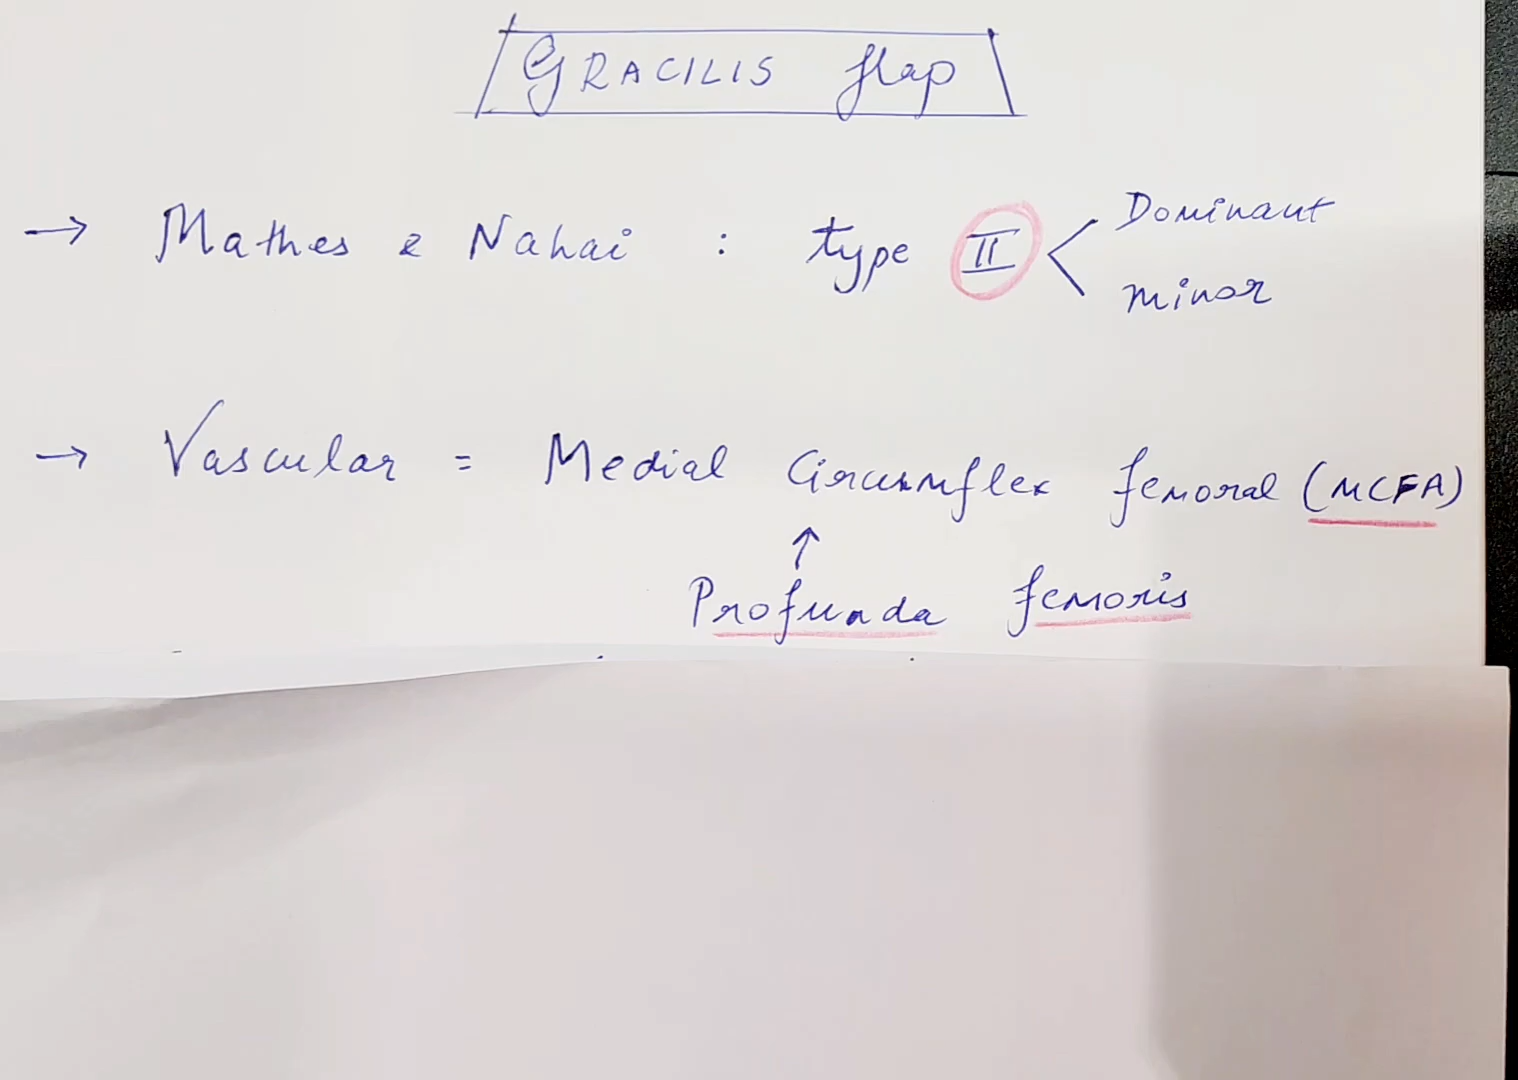 GRACILIS flap
→ Mathes & Nahai : type II < Dominant
minor
→ Vascular = Medial Circumflex femoral (MCFA)
↑
Profunda femoris